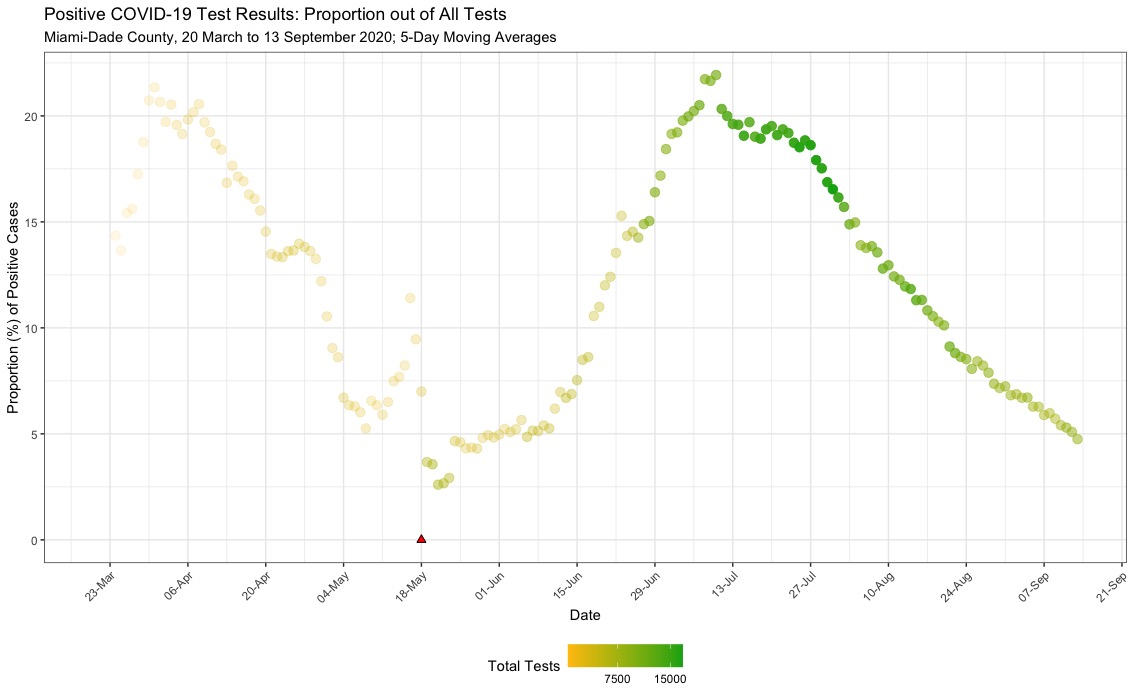 Positive COVID-19 Test Results: Proportion out of All Tests
Miami-Dade County, 20 March to 13 September 2020; 5-Day Moving Averages
Proportion (%) of Positive Cases
20
15
10
5
0
23-Mar 06-Apr 20-Apr 04-May 18-May 01-Jun 15-Jun 29-Jun 13-Jul 27-Jul 10-Aug 24-Aug 07-Sep 21-Sep
Date
Total Tests
7500 15000